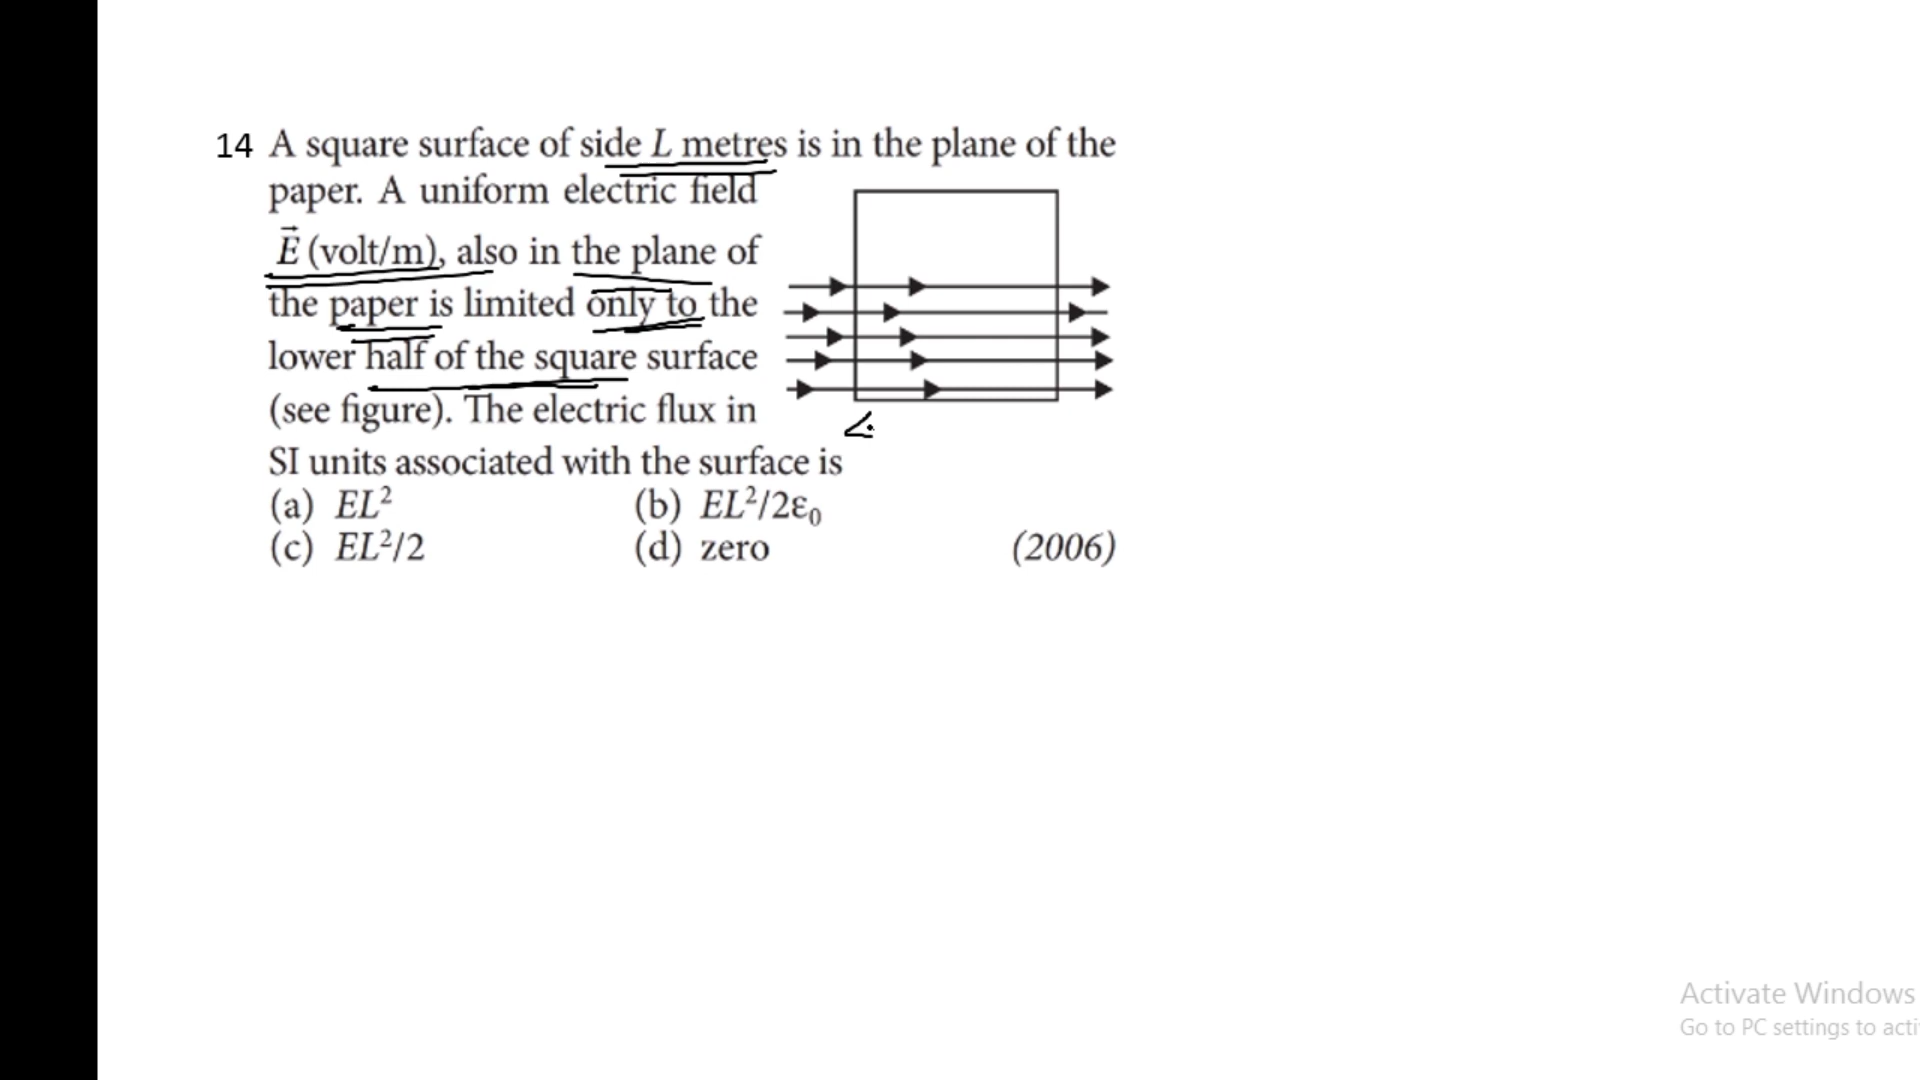 14 A square surface of side L metres is in the plane of the
paper. A uniform electric field
E⃗ (volt/m), also in the plane of
the paper is limited only to the
lower half of the square surface
(see figure). The electric flux in
SI units associated with the surface is
(a) EL² (b) EL²/2ε₀
(c) EL²/2 (d) zero (2006)
Activate Windows
Go to PC settings to acti